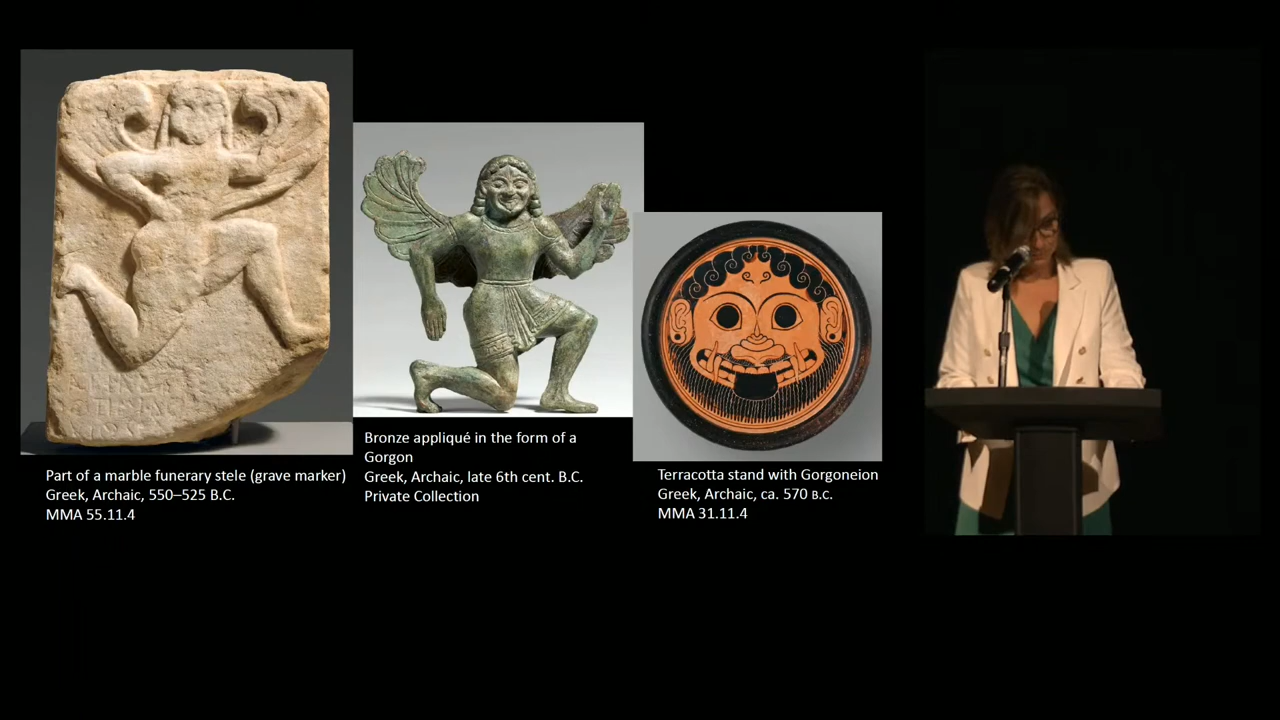 Part of a marble funerary stele (grave marker)
Greek, Archaic, 550–525 B.C.
MMA 55.11.4
Bronze appliqué in the form of a
Gorgon
Greek, Archaic, late 6th cent. B.C.
Private Collection
Terracotta stand with Gorgoneion
Greek, Archaic, ca. 570 B.C.
MMA 31.11.4